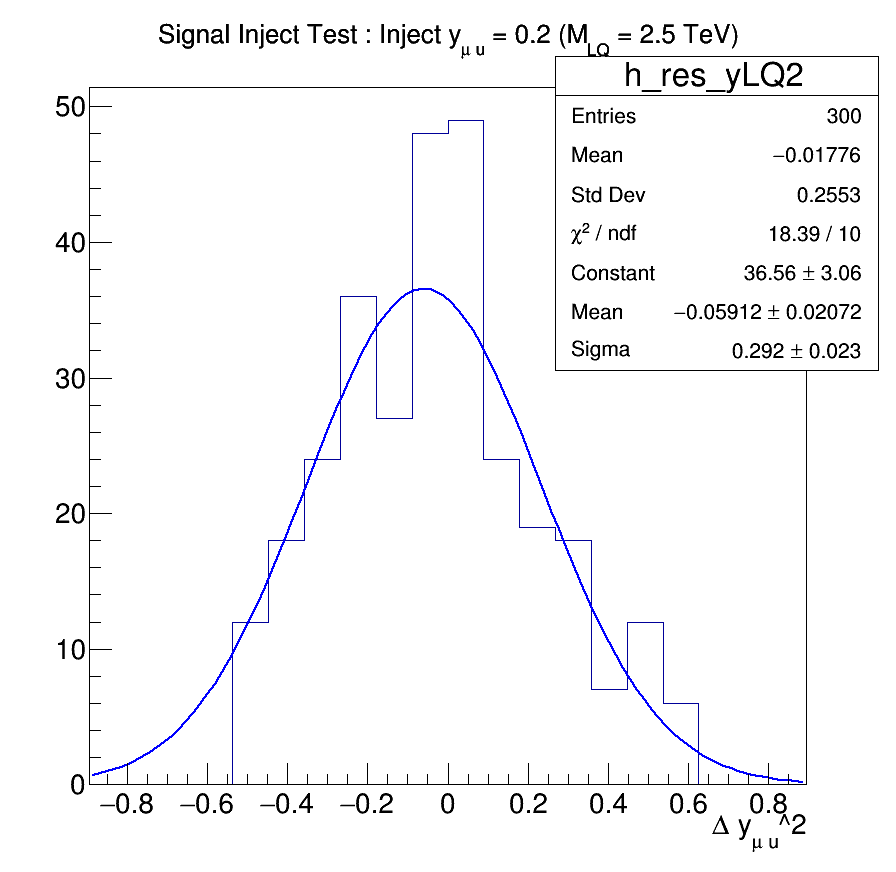 Signal Inject Test : Inject y_μ u = 0.2 (M_LQ = 2.5 TeV)
h_res_yLQ2
Entries 300
Mean −0.01776
Std Dev 0.2553
χ² / ndf 18.39 / 10
Constant 36.56 ± 3.06
Mean −0.05912 ± 0.02072
Sigma 0.292 ± 0.023
50
40
30
20
10
0
−0.8 −0.6 −0.4 −0.2 0 0.2 0.4 0.6 0.8
Δ y_μ u^2